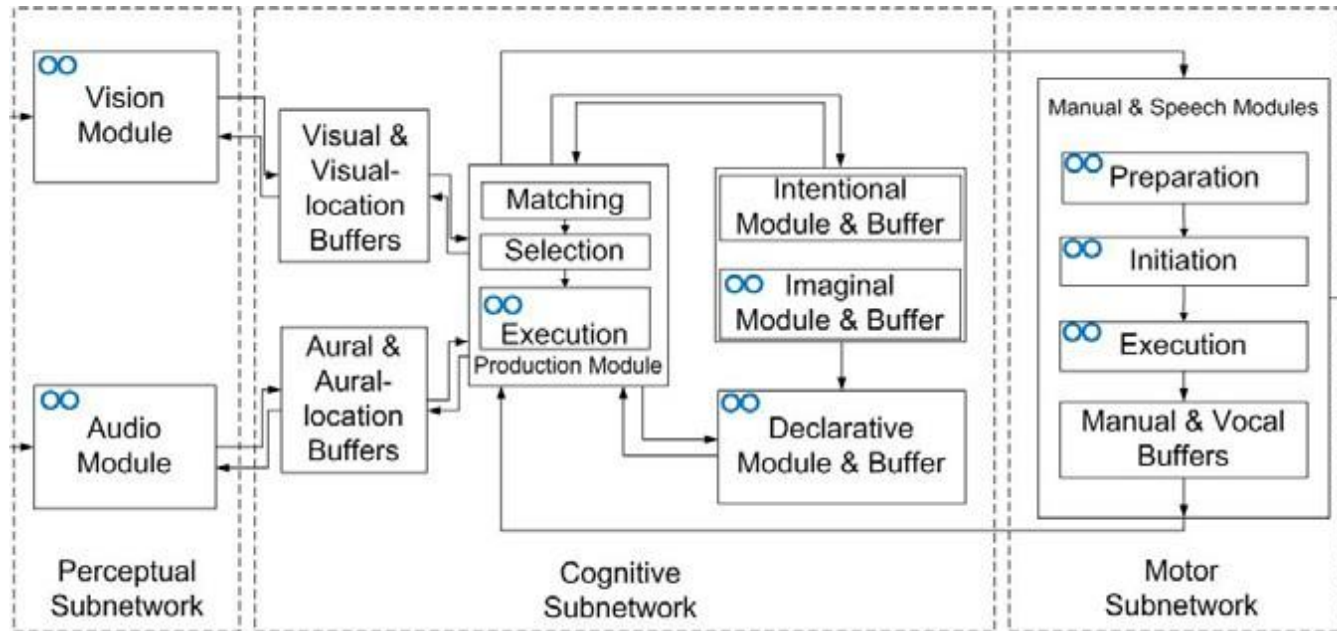 Vision
Module
Audio
Module
Perceptual
Subnetwork
Visual &
Visual-
location
Buffers
Aural &
Aural-
location
Buffers
Matching
Selection
Execution
Production Module
Intentional
Module & Buffer
Imaginal
Module & Buffer
Declarative
Module & Buffer
Cognitive
Subnetwork
Manual & Speech Modules
Preparation
Initiation
Execution
Manual & Vocal
Buffers
Motor
Subnetwork